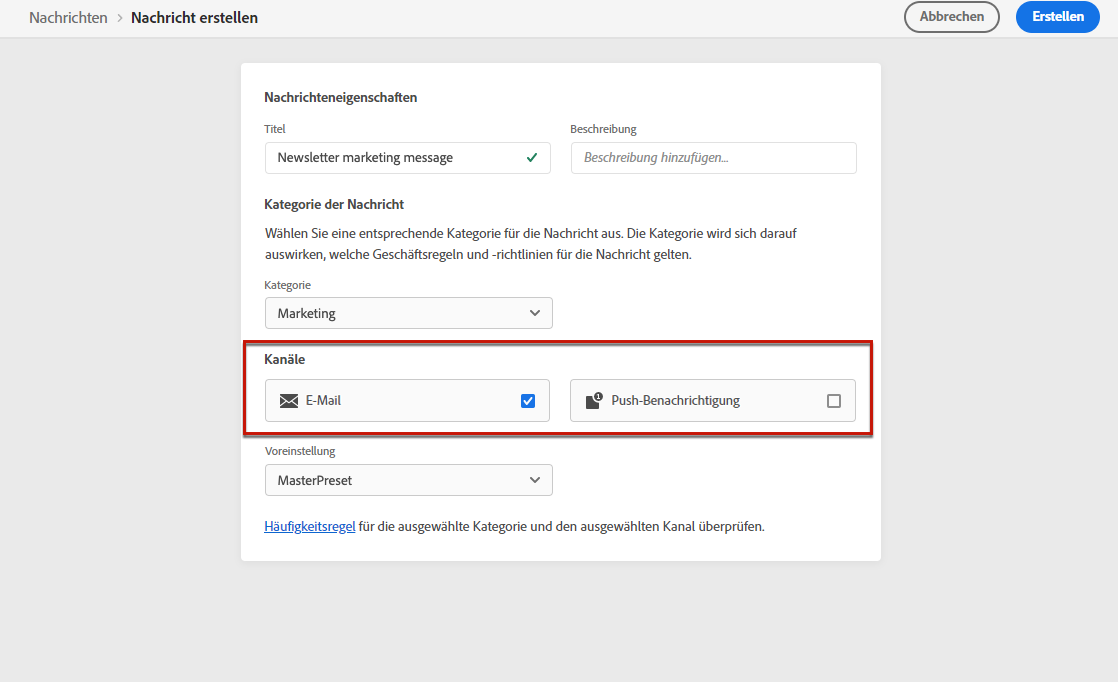 Nachrichten > Nachricht erstellen
Abbrechen
Erstellen
Nachrichteneigenschaften
Titel
Beschreibung
Newsletter marketing message
Beschreibung hinzufügen...
Kategorie der Nachricht
Wählen Sie eine entsprechende Kategorie für die Nachricht aus. Die Kategorie wird sich darauf
auswirken, welche Geschäftsregeln und -richtlinien für die Nachricht gelten.
Kategorie
Marketing
Kanäle
E-Mail
1
Push-Benachrichtigung
Voreinstellung
MasterPreset
Häufigkeitsregel für die ausgewählte Kategorie und den ausgewählten Kanal überprüfen.